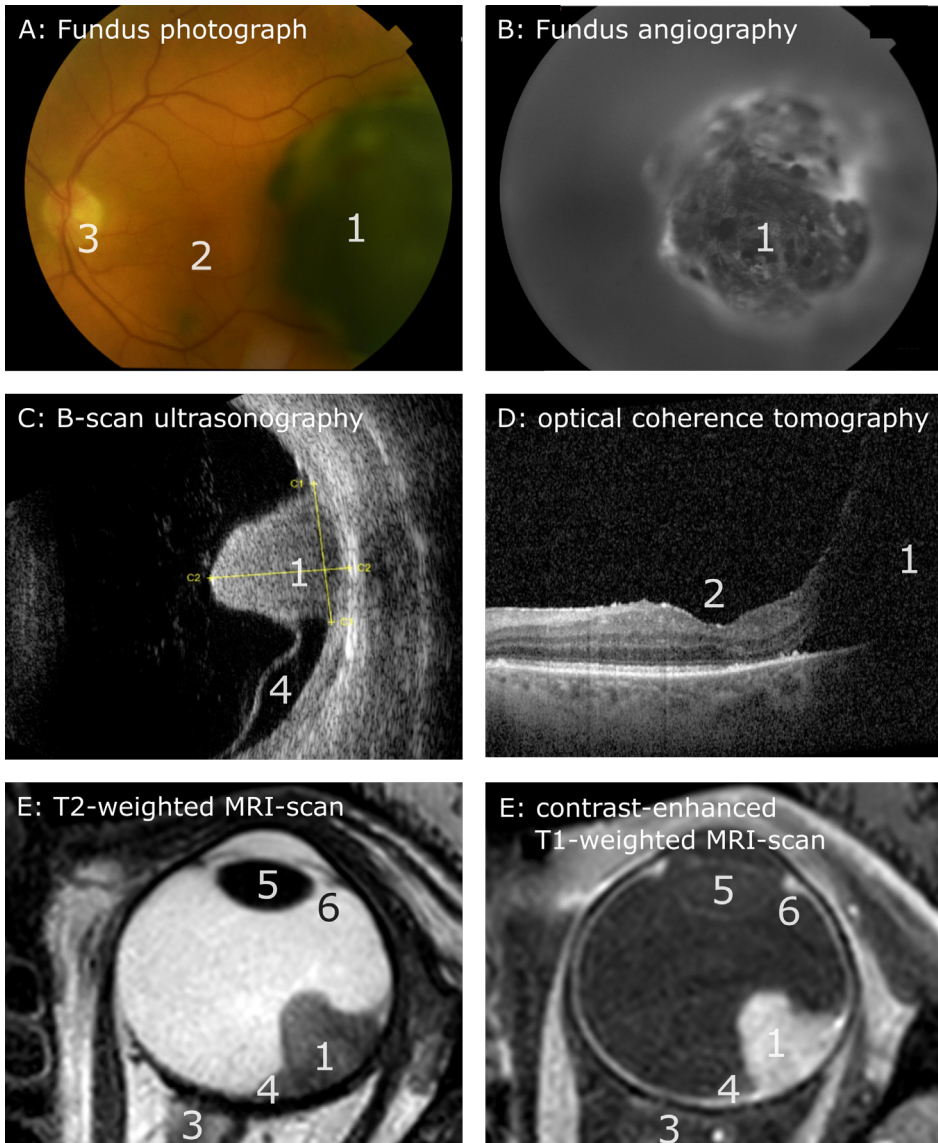 A: Fundus photograph
1
2
3
B: Fundus angiography
1
C: B-scan ultrasonography
C1
1
C2
C2
4
D: optical coherence tomography
1
2
E: T2-weighted MRI-scan
5
6
1
4
3
E: contrast-enhanced
T1-weighted MRI-scan
5
6
1
4
3